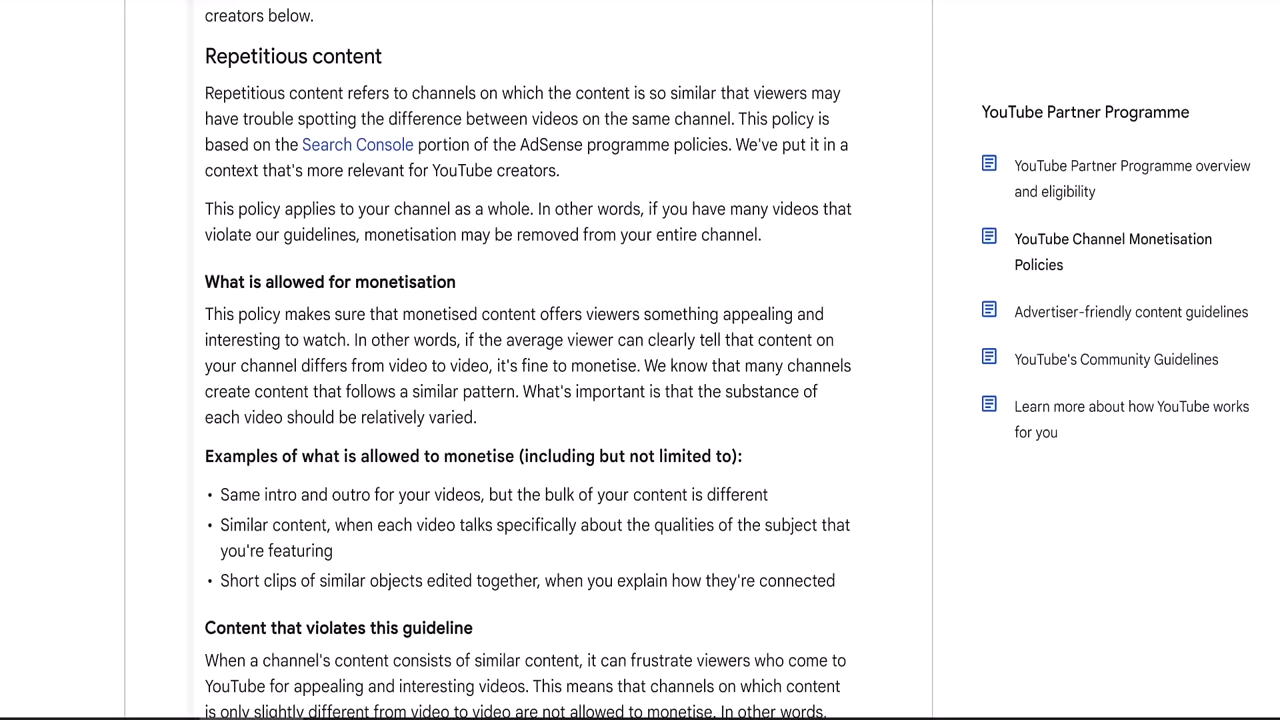 creators below.
Repetitious content
Repetitious content refers to channels on which the content is so similar that viewers may
have trouble spotting the difference between videos on the same channel. This policy is
based on the Search Console portion of the AdSense programme policies. We've put it in a
context that's more relevant for YouTube creators.
This policy applies to your channel as a whole. In other words, if you have many videos that
violate our guidelines, monetisation may be removed from your entire channel.
What is allowed for monetisation
This policy makes sure that monetised content offers viewers something appealing and
interesting to watch. In other words, if the average viewer can clearly tell that content on
your channel differs from video to video, it's fine to monetise. We know that many channels
create content that follows a similar pattern. What's important is that the substance of
each video should be relatively varied.
Examples of what is allowed to monetise (including but not limited to):
• Same intro and outro for your videos, but the bulk of your content is different
• Similar content, when each video talks specifically about the qualities of the subject that
you're featuring
• Short clips of similar objects edited together, when you explain how they're connected
Content that violates this guideline
When a channel's content consists of similar content, it can frustrate viewers who come to
YouTube for appealing and interesting videos. This means that channels on which content
is only slightly different from video to video are not allowed to monetise. In other words,
YouTube Partner Programme
YouTube Partner Programme overview
and eligibility
YouTube Channel Monetisation
Policies
Advertiser-friendly content guidelines
YouTube's Community Guidelines
Learn more about how YouTube works
for you